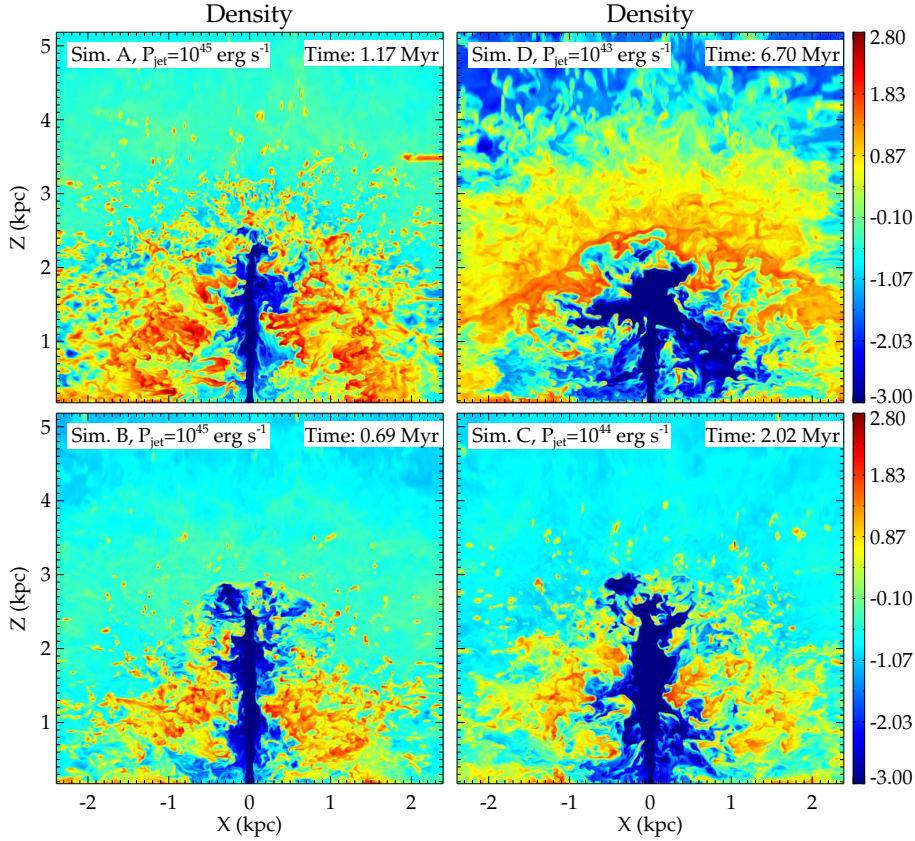 Density
Density
Sim. A, P_jet=10^45 erg s^-1
Time: 1.17 Myr
Sim. D, P_jet=10^43 erg s^-1
Time: 6.70 Myr
5
4
3
2
1
Z (kpc)
2.80
1.83
0.87
-0.10
-1.07
-2.03
-3.00
Sim. B, P_jet=10^45 erg s^-1
Time: 0.69 Myr
Sim. C, P_jet=10^44 erg s^-1
Time: 2.02 Myr
5
4
3
2
1
Z (kpc)
2.80
1.83
0.87
-0.10
-1.07
-2.03
-3.00
-2 -1 0 1 2
X (kpc)
-2 -1 0 1 2
X (kpc)